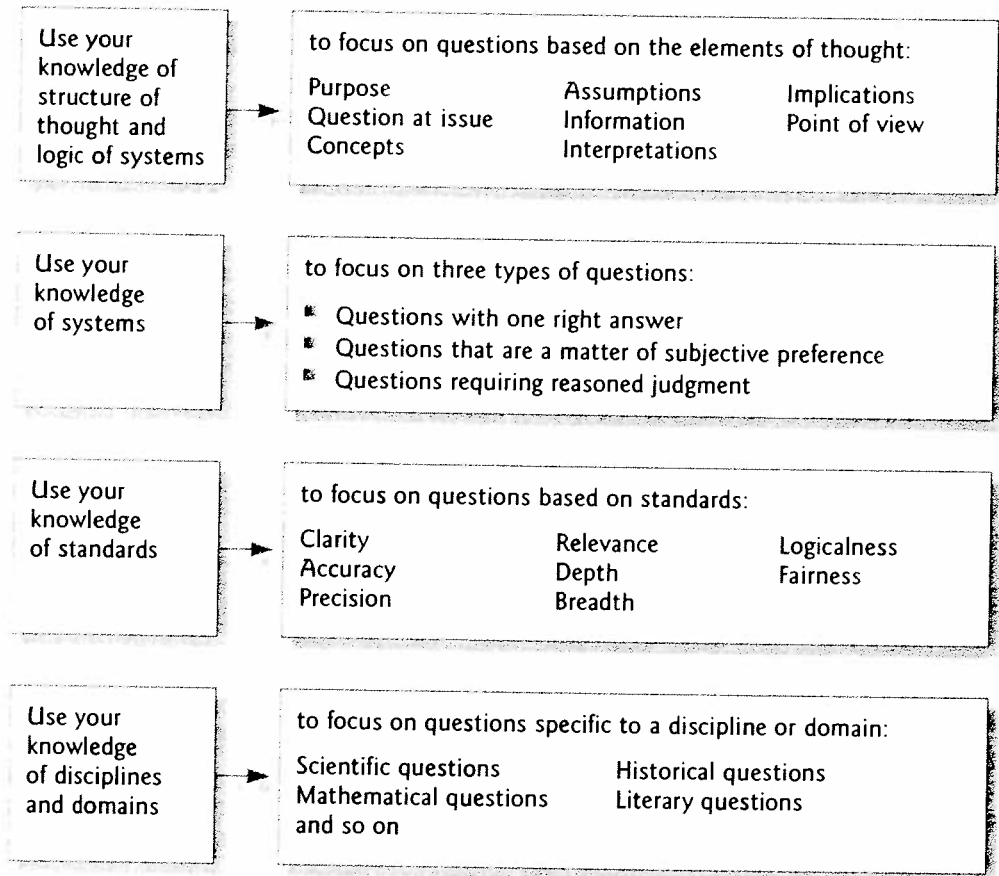 Use your
knowledge of
structure of
thought and
logic of systems
to focus on questions based on the elements of thought:
Purpose Assumptions Implications
Question at issue Information Point of view
Concepts Interpretations
Use your
knowledge
of systems
to focus on three types of questions:
Questions with one right answer
Questions that are a matter of subjective preference
Questions requiring reasoned judgment
Use your
knowledge
of standards
to focus on questions based on standards:
Clarity Relevance Logicalness
Accuracy Depth Fairness
Precision Breadth
Use your
knowledge
of disciplines
and domains
to focus on questions specific to a discipline or domain:
Scientific questions Historical questions
Mathematical questions Literary questions
and so on